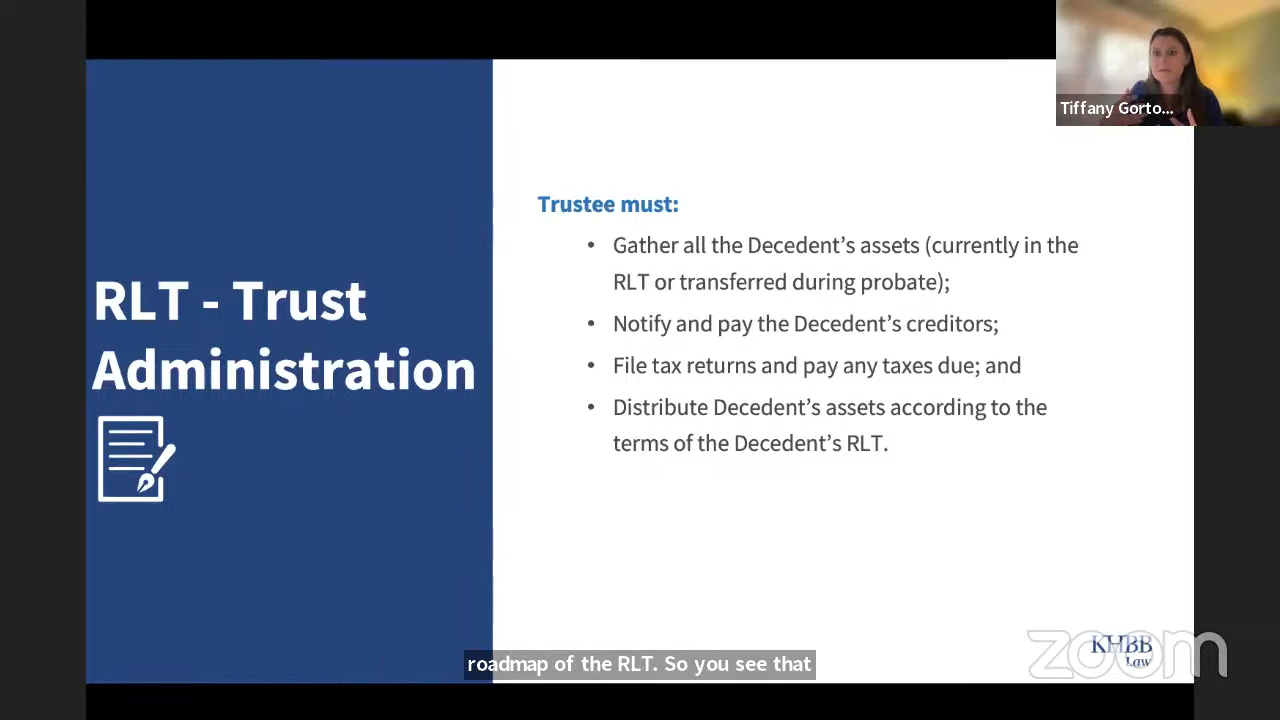 Tiffany Gorto...
RLT - Trust
Administration
Trustee must:
• Gather all the Decedent’s assets (currently in the
RLT or transferred during probate);
• Notify and pay the Decedent’s creditors;
• File tax returns and pay any taxes due; and
• Distribute Decedent’s assets according to the
terms of the Decedent’s RLT.
KHBB
Law
zoom
roadmap of the RLT. So you see that